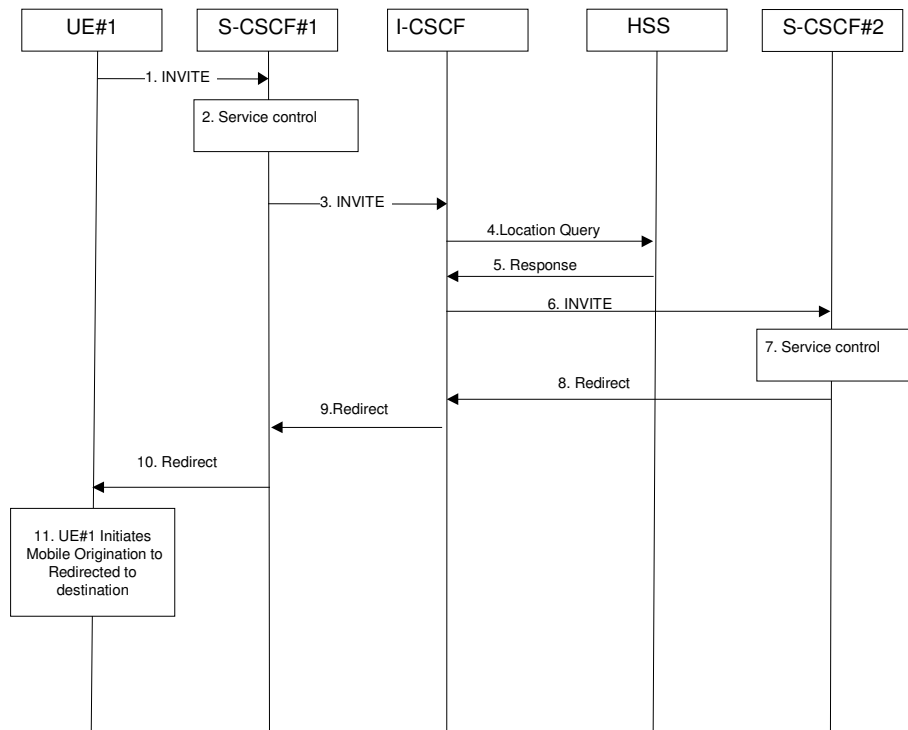 UE#1
S-CSCF#1
I-CSCF
HSS
S-CSCF#2
1. INVITE
2. Service control
3. INVITE
4.Location Query
5. Response
6. INVITE
7. Service control
8. Redirect
9.Redirect
10. Redirect
11. UE#1 Initiates
Mobile Origination to
Redirected to
destination